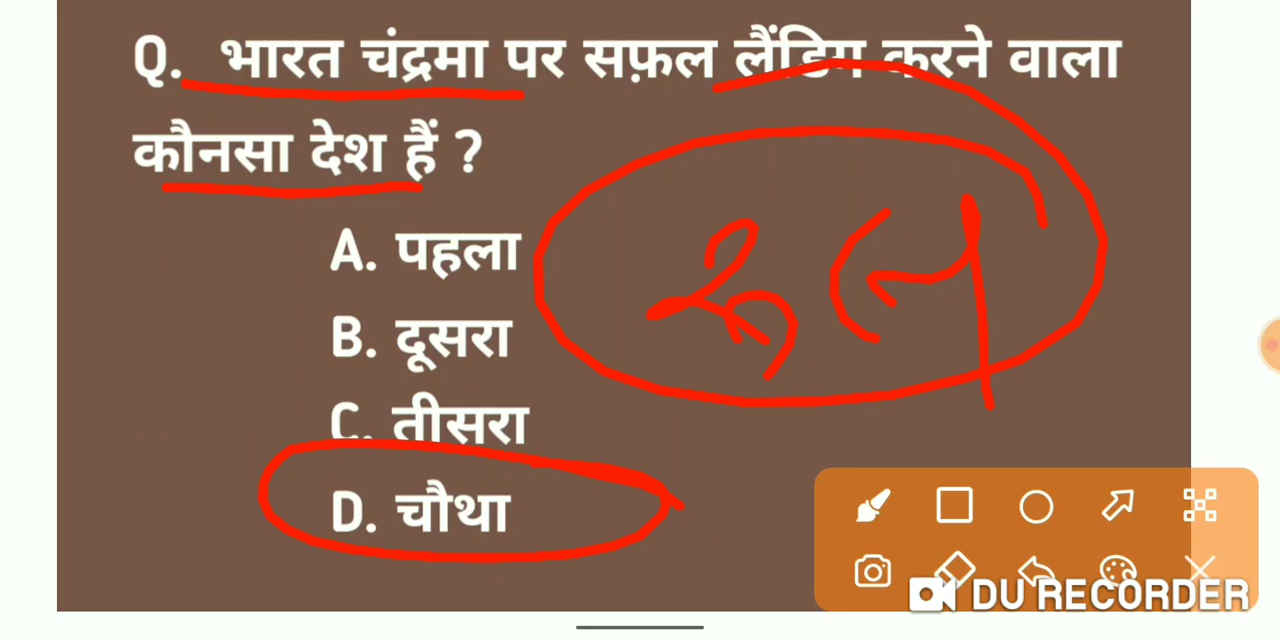 Q. भारत चंद्रमा पर सफ़ल लैंडिग करने वाला
कौनसा देश हैं ?
A. पहला
B. दूसरा
C. तीसरा
D. चौथा
DU RECORDER